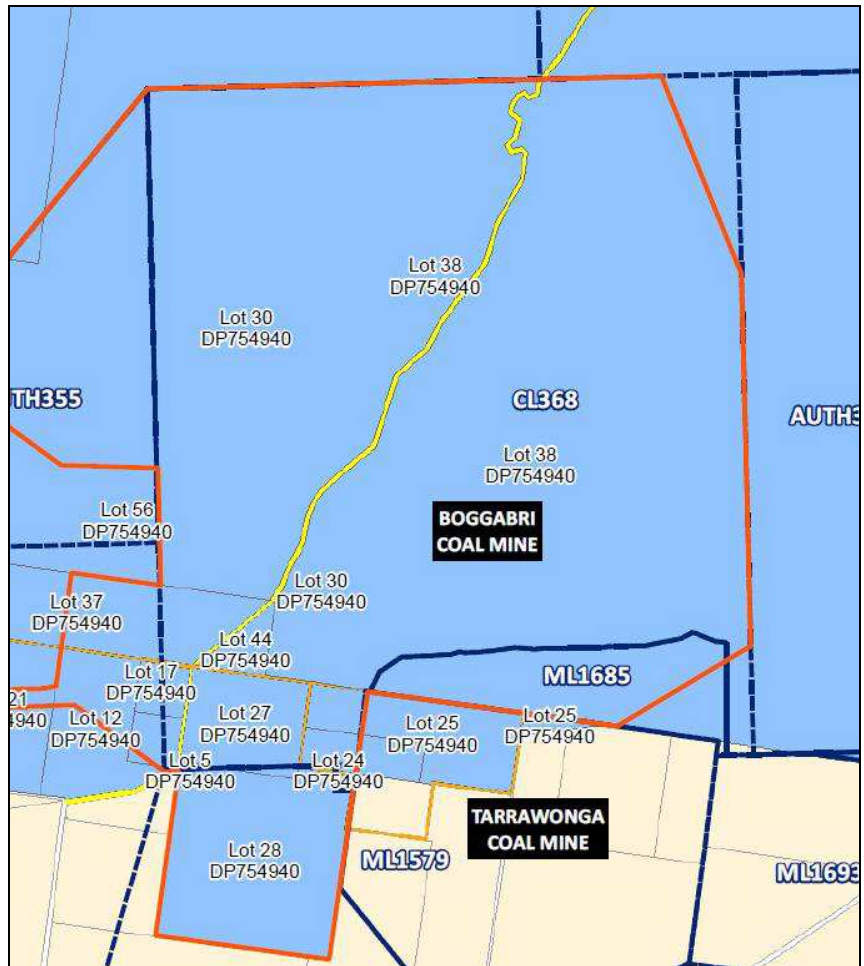 Lot 38
DP754940
Lot 30
DP754940
TH355
CL368
AUTH3
Lot 38
DP754940
Lot 56
DP754940
BOGGABRI
COAL MINE
Lot 30
DP754940
Lot 37
DP754940
Lot 44
DP754940
Lot 17
DP754940
ML1685
21
4940
Lot 12
DP754940
Lot 27
DP754940
Lot 25
DP754940
Lot 25
DP754940
Lot 5
DP754940
Lot 24
DP754940
TARRAWONGA
COAL MINE
Lot 28
DP754940
ML1579
ML1693